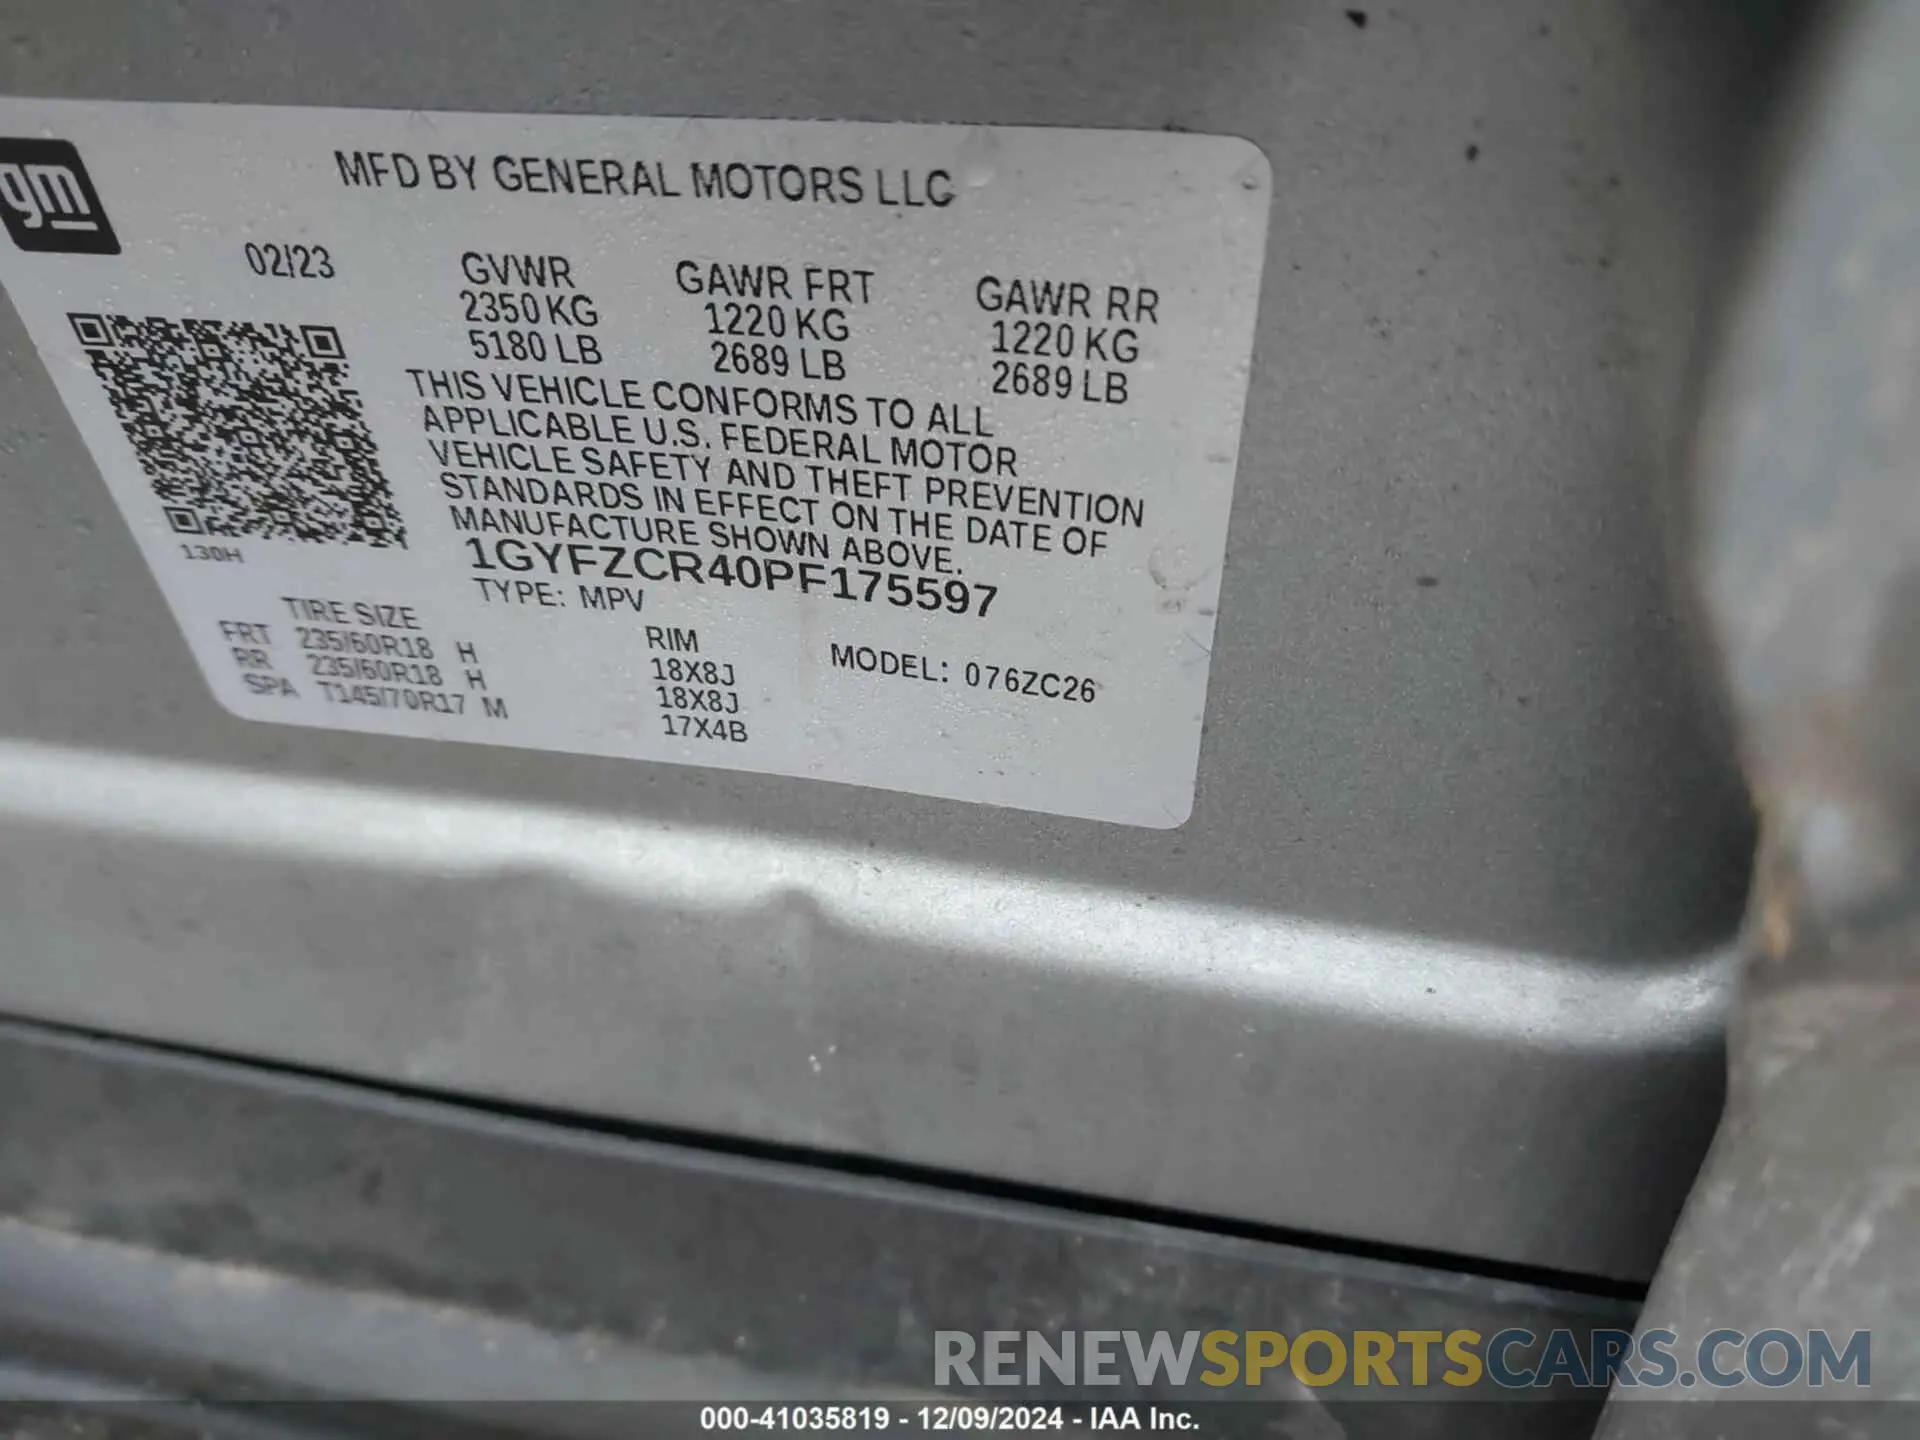 gm
MFD BY GENERAL MOTORS LLC
02/23 GVWR GAWR FRT GAWR RR
2350 KG 1220 KG 1220 KG
5180 LB 2689 LB 2689 LB
THIS VEHICLE CONFORMS TO ALL
APPLICABLE U.S. FEDERAL MOTOR
VEHICLE SAFETY AND THEFT PREVENTION
STANDARDS IN EFFECT ON THE DATE OF
MANUFACTURE SHOWN ABOVE.
130H
1GYFZCR40PF175597
TYPE: MPV
TIRE SIZE RIM MODEL: 076ZC26
FRT 235/60R18 H 18X8J
RR 235/60R18 H 18X8J
SPA T145/70R17 M 17X4B
RENEWSPORTSCARS.COM
000-41035819 - 12/09/2024 - IAA Inc.